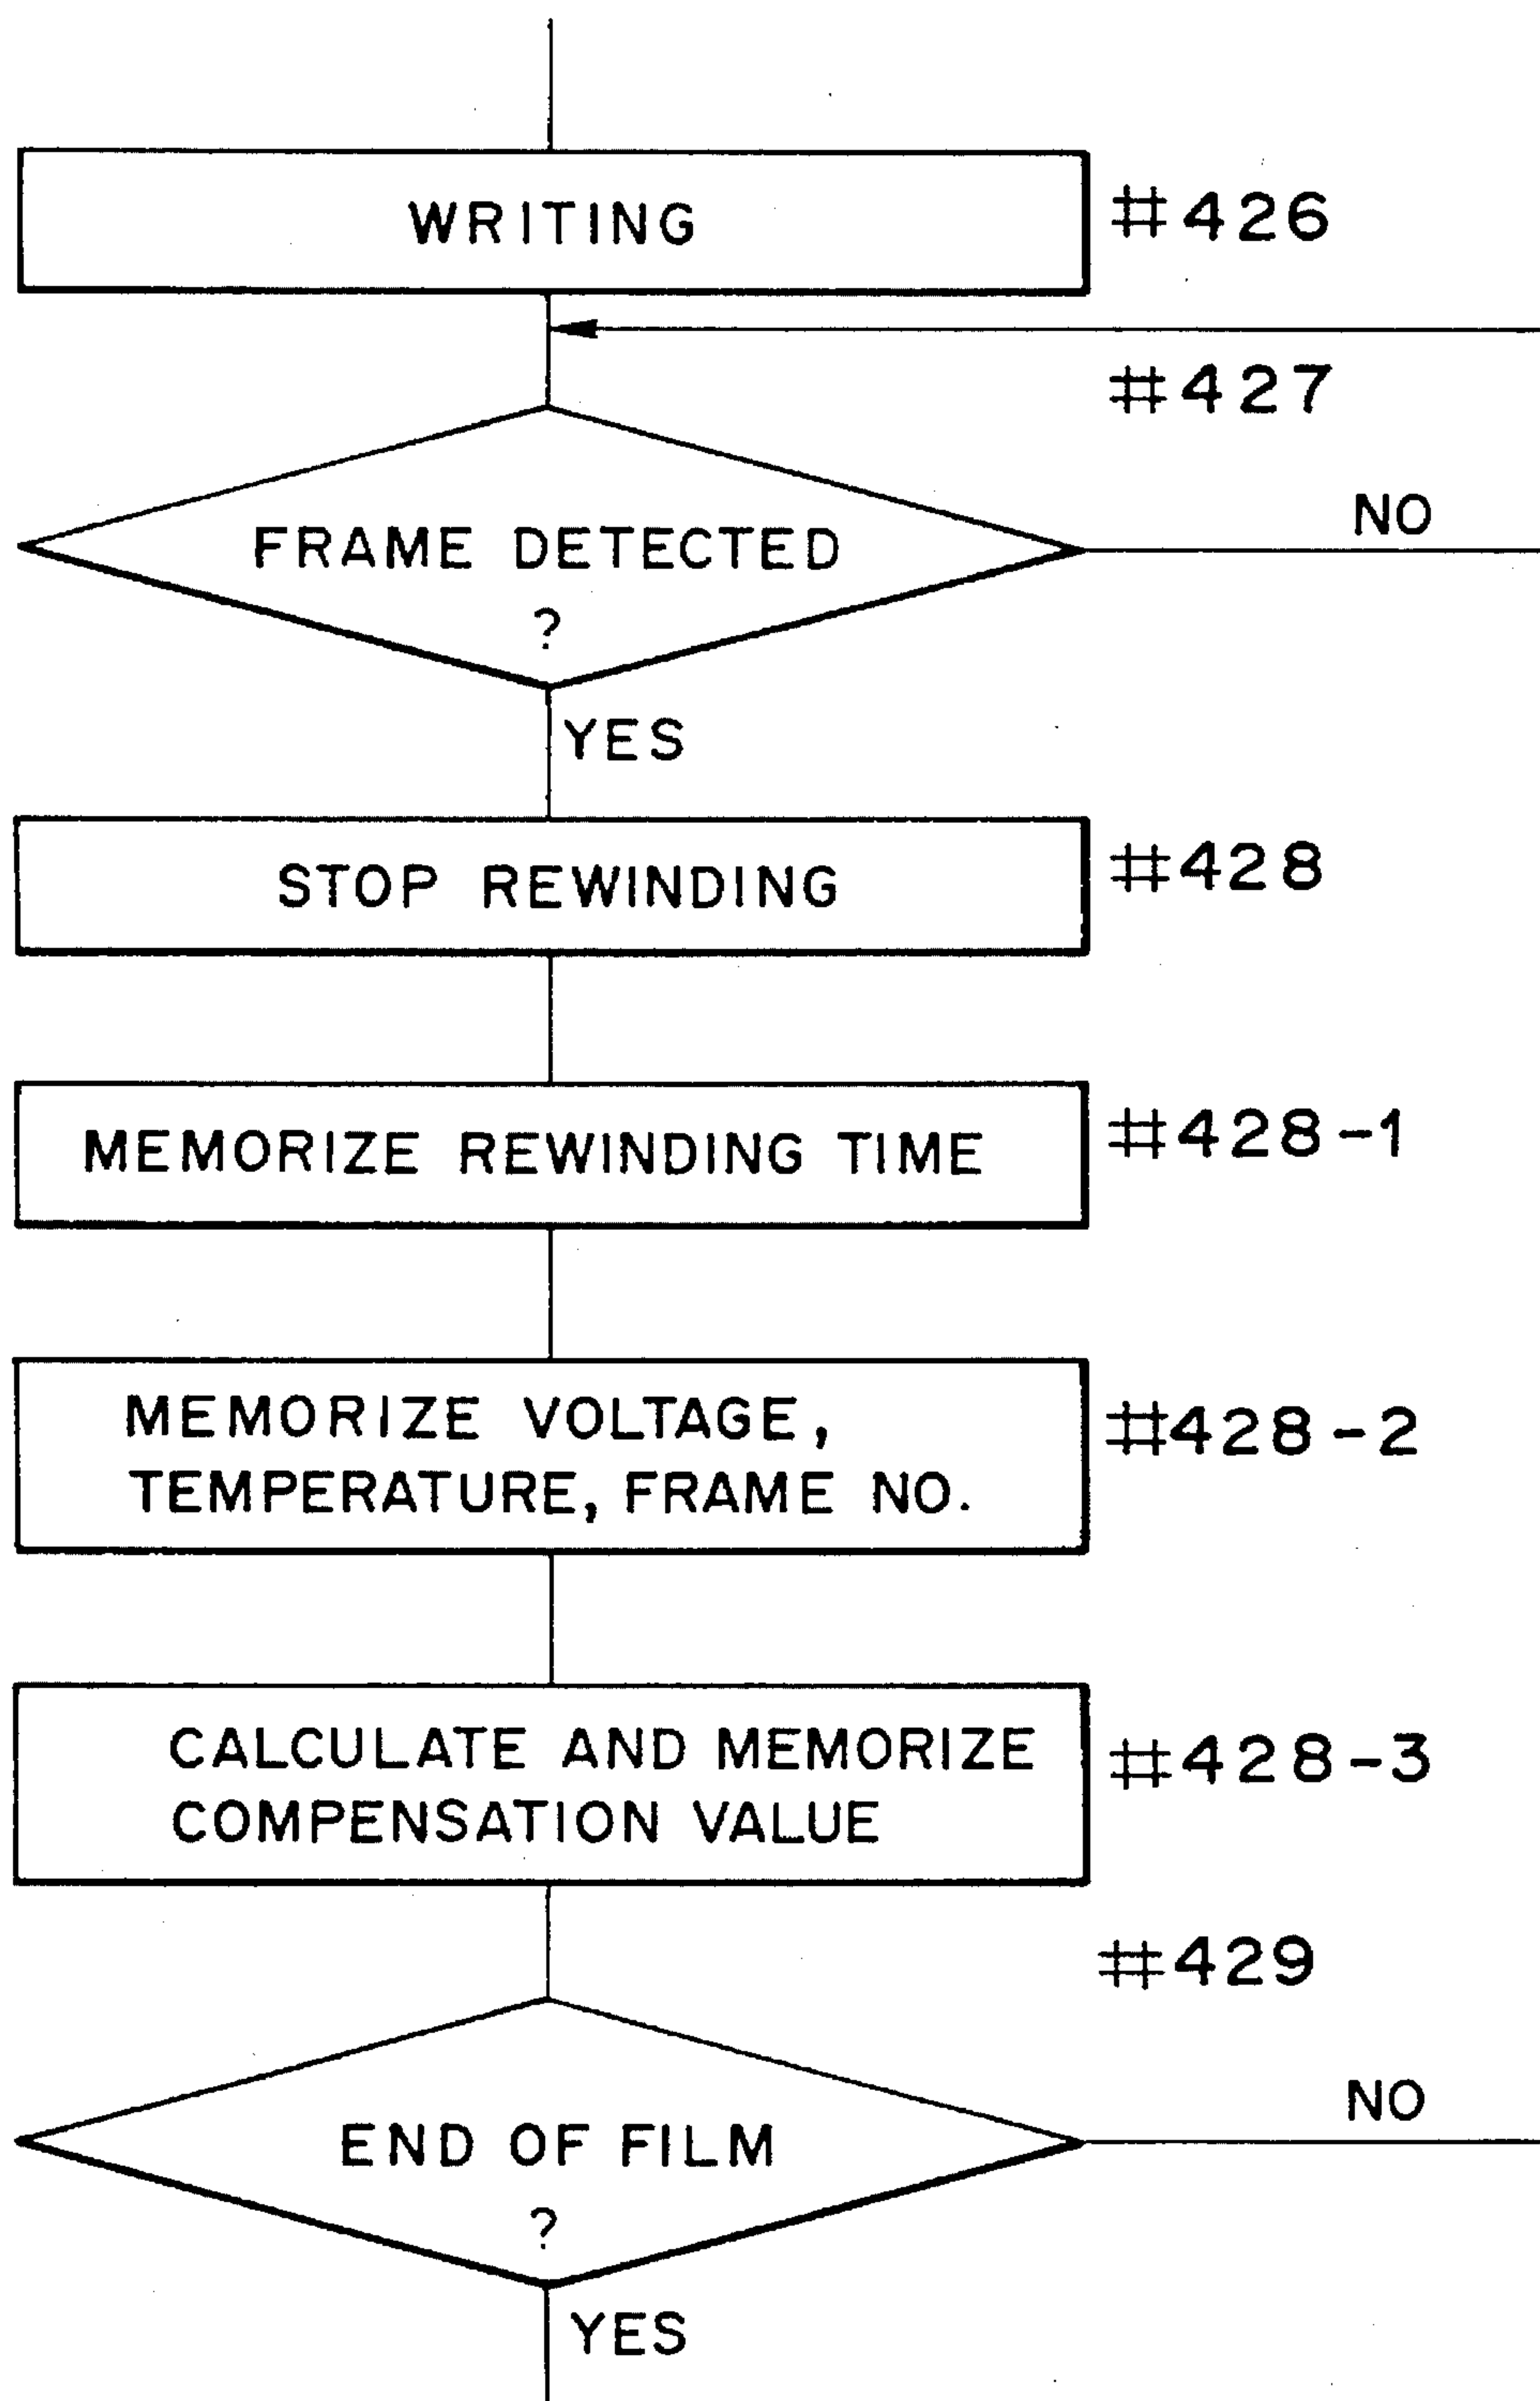 WRITING
#426
#427
FRAME DETECTED
?
NO
YES
STOP REWINDING
#428
MEMORIZE REWINDING TIME
#428-1
MEMORIZE VOLTAGE,
TEMPERATURE, FRAME NO.
#428-2
CALCULATE AND MEMORIZE
COMPENSATION VALUE
#428-3
#429
END OF FILM
?
NO
YES